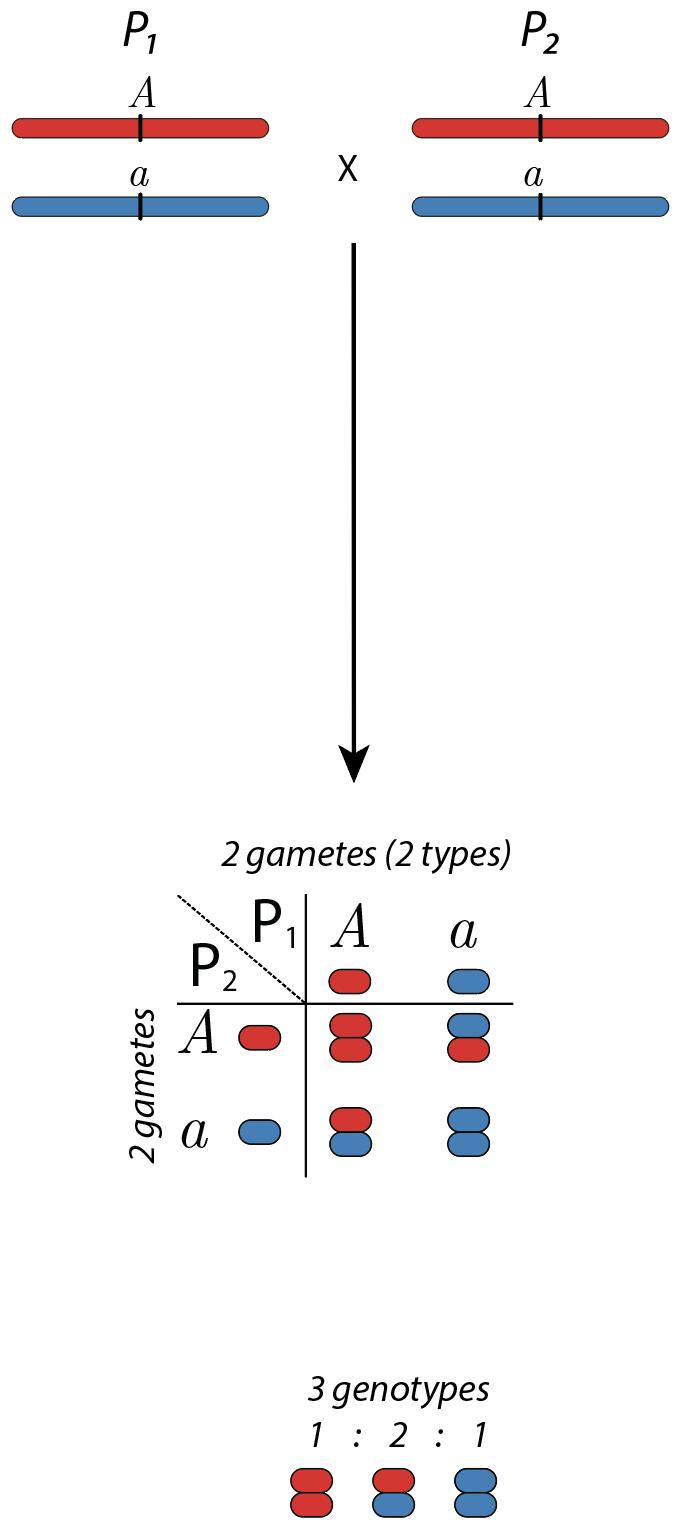 P1 P2
A A
X
a a
2 gametes (2 types)
P1 A a
P2
A
2 gametes
a
3 genotypes
1 : 2 : 1